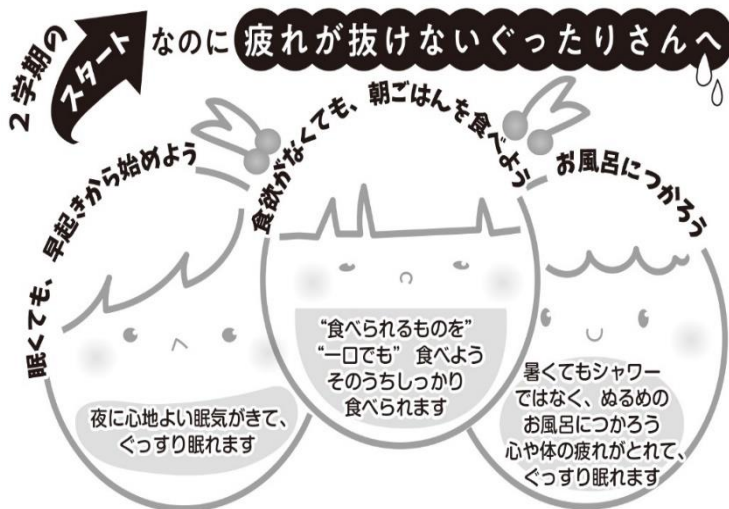 2学期の
スタート
なのに
疲れが抜けないぐったりさんへ
眠くても、早起きから始めよう
夜に心地よい眠気がきて、
ぐっすり眠れます
食欲がなくても、朝ごはんを食べよう
“食べられるものを”
“一口でも” 食べよう
そのうちしっかり
食べられます
お風呂につかろう
暑くてもシャワー
ではなく、ぬるめの
お風呂につかろう
心や体の疲れがとれて、
ぐっすり眠れます